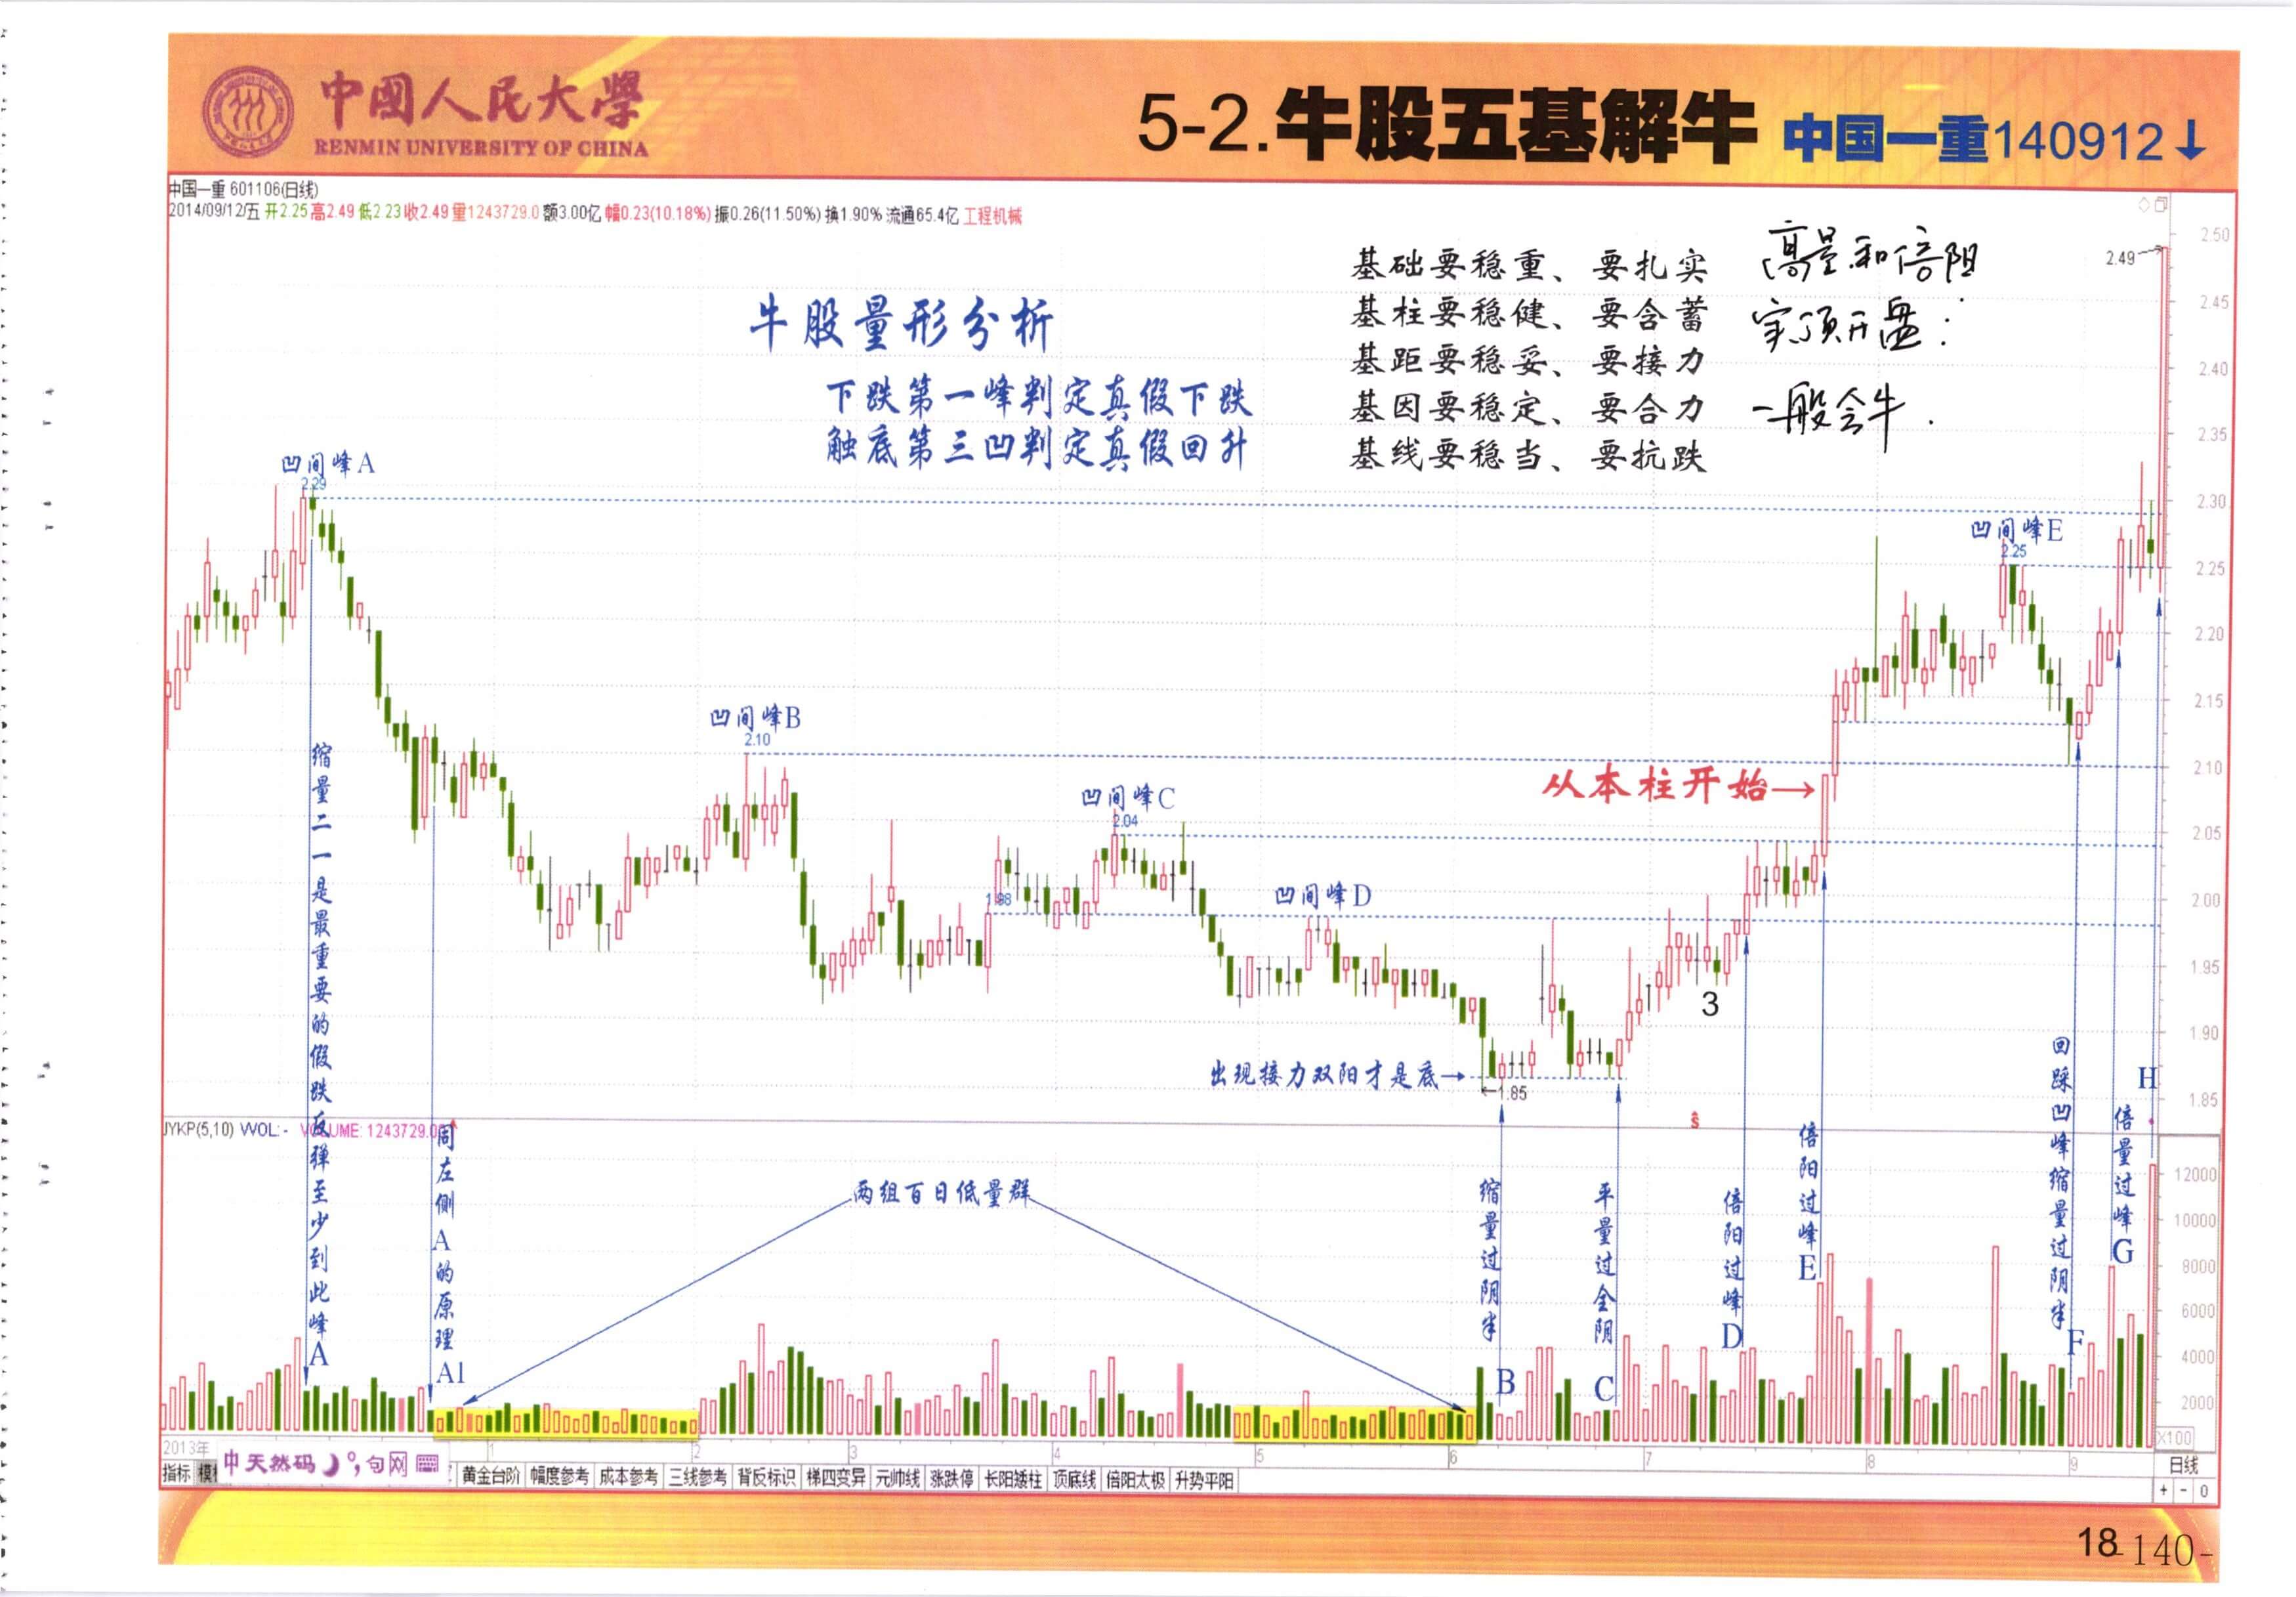 中國人民大學
RENMIN UNIVERSITY OF CHINA
5-2.牛股五基解牛 中国一重140912↓
中国一重 601106(日线)
2014/09/12/五 开2.25 高2.49 低2.23 收2.49 量1243729.0 额3.00亿 幅0.23(10.18%) 振0.26(11.50%) 换1.90% 流通65.4亿 工程机械
牛股量形分析
下跌第一峰判定真假下跌
触底第三凹判定真假回升
基础要稳重、要扎实
基柱要稳健、要含蓄
基距要稳妥、要接力
基因要稳定、要合力
基线要稳当、要抗跌
高量和倍阳
实顶开盘：
一般会牛.
2.49
2.50
2.45
2.40
2.35
2.30
2.25
2.20
2.15
2.10
2.05
2.00
1.95
1.90
1.85
凹间峰A
2.29
凹间峰B
2.10
凹间峰C
2.04
1.98
凹间峰D
凹间峰E
2.25
从本柱开始→
3
出现接力双阳才是底→
←1.85
缩量二一是最重要的假跌反弹至少到此峰A
同左侧A的原理A1
两组百日低量群
缩量过阴半B
平量过全阴C
倍阳过峰D
倍阳过峰E
回踩凹峰缩量过阴半F
倍量过峰G
H
JYKP(5,10) VVOL: - VOLUME: 1243729.00
12000
10000
8000
6000
4000
2000
X100
2013年
1
2
3
4
5
6
7
8
9
日线
中天然码
句网
指标
黄金台阶 幅度参考 成本参考 三线参考 背反标识 梯四变异 元帅线 涨跌停 长阳矮柱 顶底线 倍阳太极 升势平阳
+ - 0
18-140-